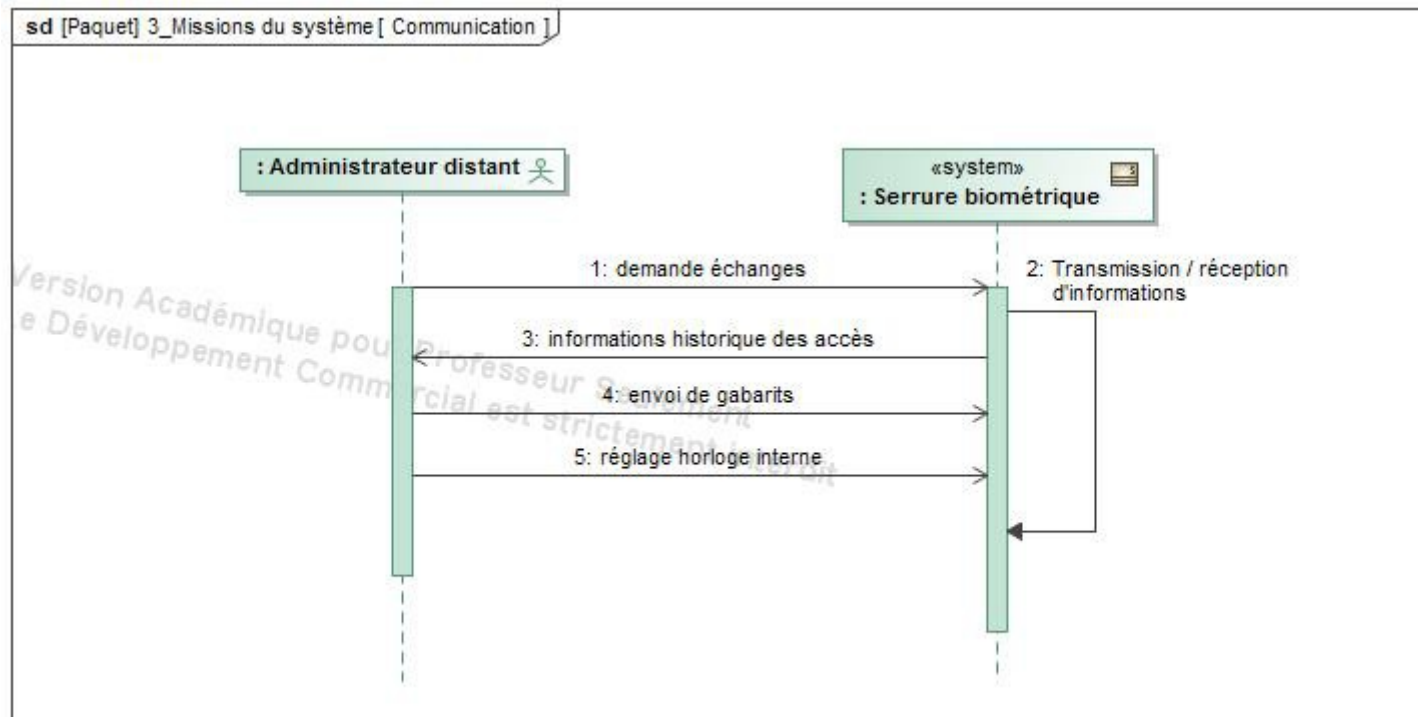 sd [Paquet] 3_Missions du système [ Communication ]
: Administrateur distant
«system»
: Serrure biométrique
1: demande échanges
2: Transmission / réception
d'informations
3: informations historique des accès
4: envoi de gabarits
5: réglage horloge interne
Version Académique pour Professeur Seulement
e Développement Commercial est strictement interdit